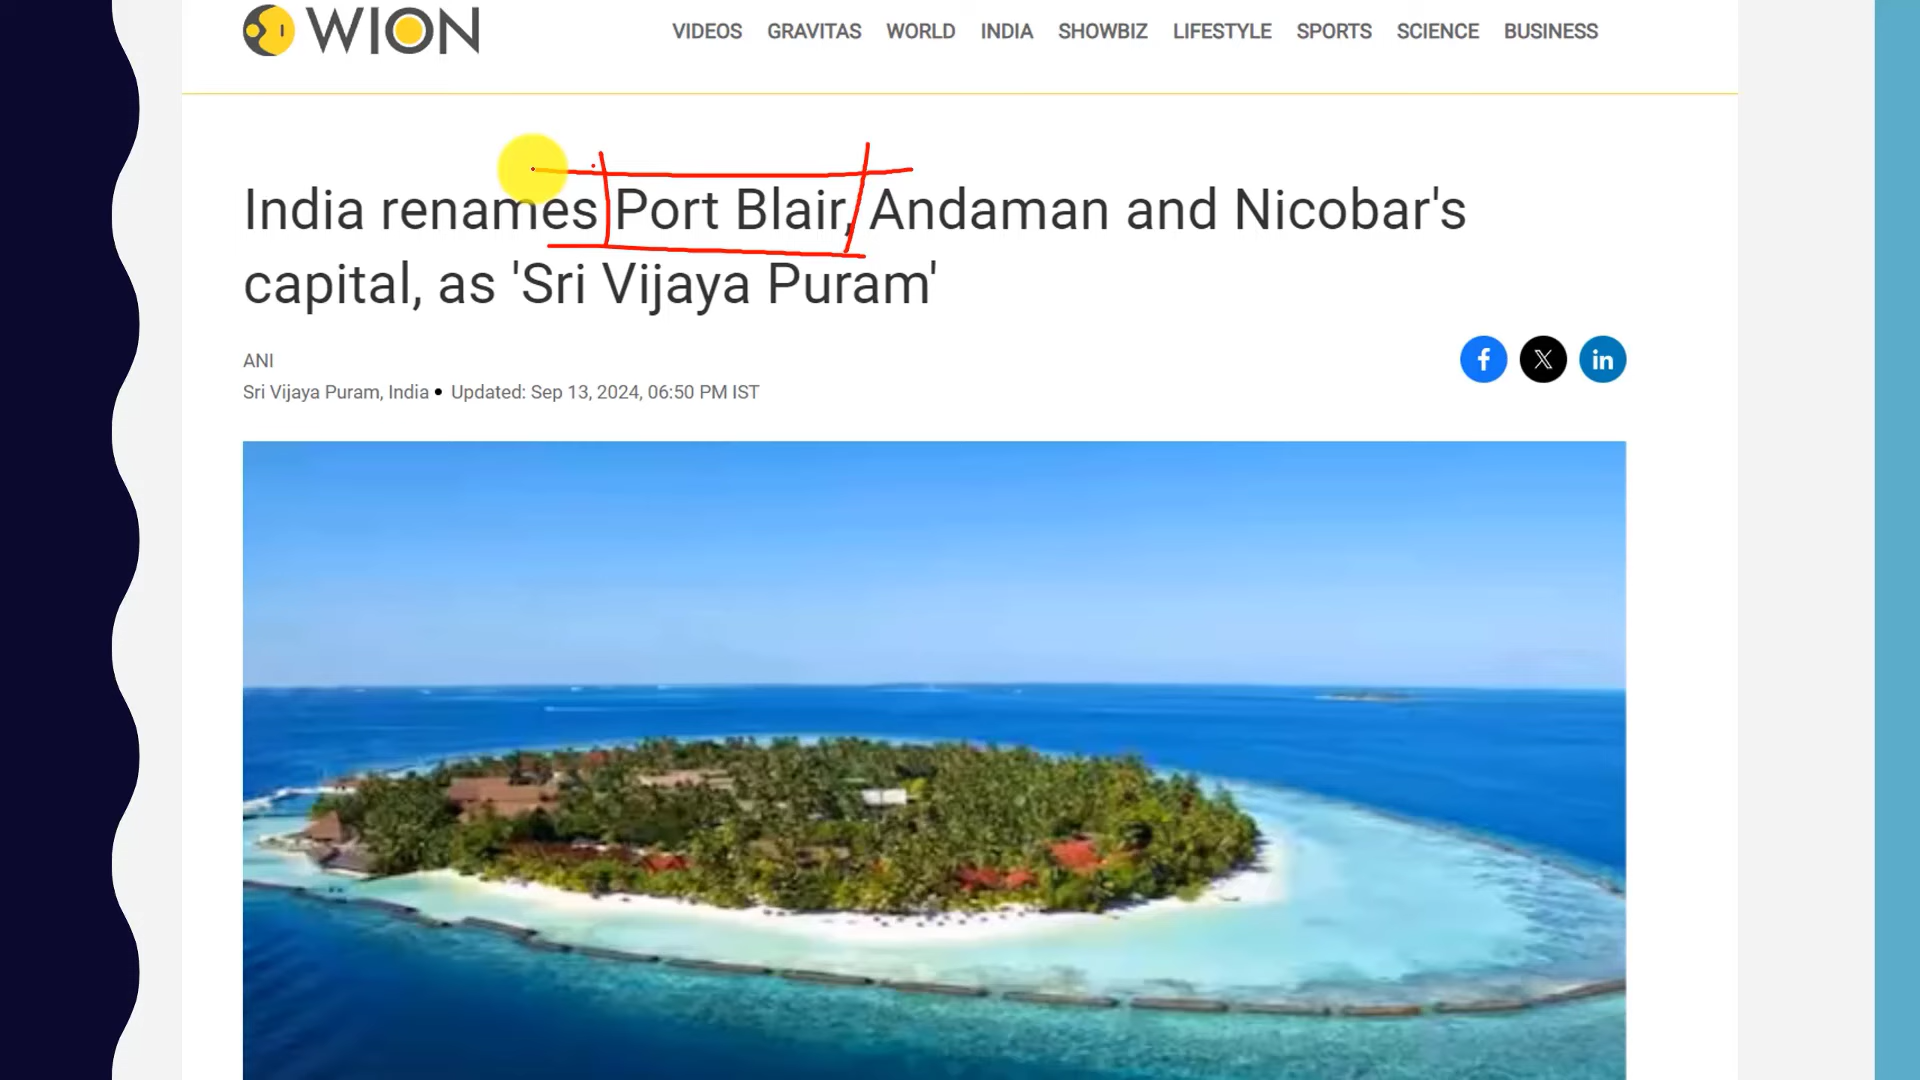 WION
VIDEOS GRAVITAS WORLD INDIA SHOWBIZ LIFESTYLE SPORTS SCIENCE BUSINESS
India renames Port Blair, Andaman and Nicobar's
capital, as 'Sri Vijaya Puram'
ANI
Sri Vijaya Puram, India • Updated: Sep 13, 2024, 06:50 PM IST
f X in